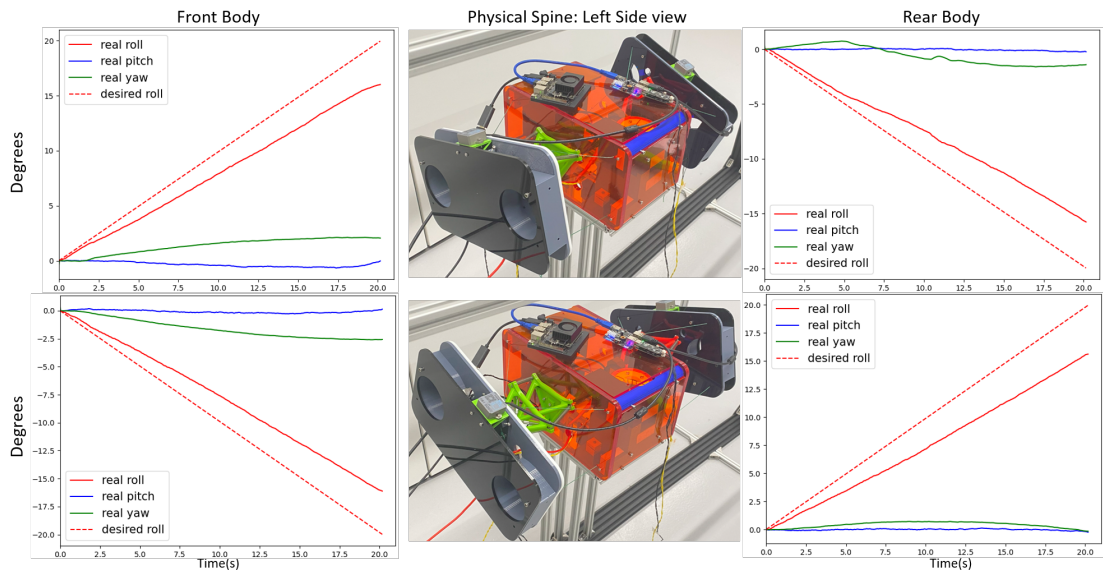 Front Body
Physical Spine: Left Side view
Rear Body
Degrees
20
15
10
5
0
real roll
real pitch
real yaw
desired roll
0.0 2.5 5.0 7.5 10.0 12.5 15.0 17.5 20.0
0
−5
−10
−15
−20
real roll
real pitch
real yaw
desired roll
0.0 2.5 5.0 7.5 10.0 12.5 15.0 17.5 20.0
Degrees
0.0
−2.5
−5.0
−7.5
−10.0
−12.5
−15.0
−17.5
−20.0
real roll
real pitch
real yaw
desired roll
0.0 2.5 5.0 7.5 10.0 12.5 15.0 17.5 20.0
Time(s)
20.0
17.5
15.0
12.5
10.0
7.5
5.0
2.5
0.0
real roll
real pitch
real yaw
desired roll
0.0 2.5 5.0 7.5 10.0 12.5 15.0 17.5 20.0
Time(s)